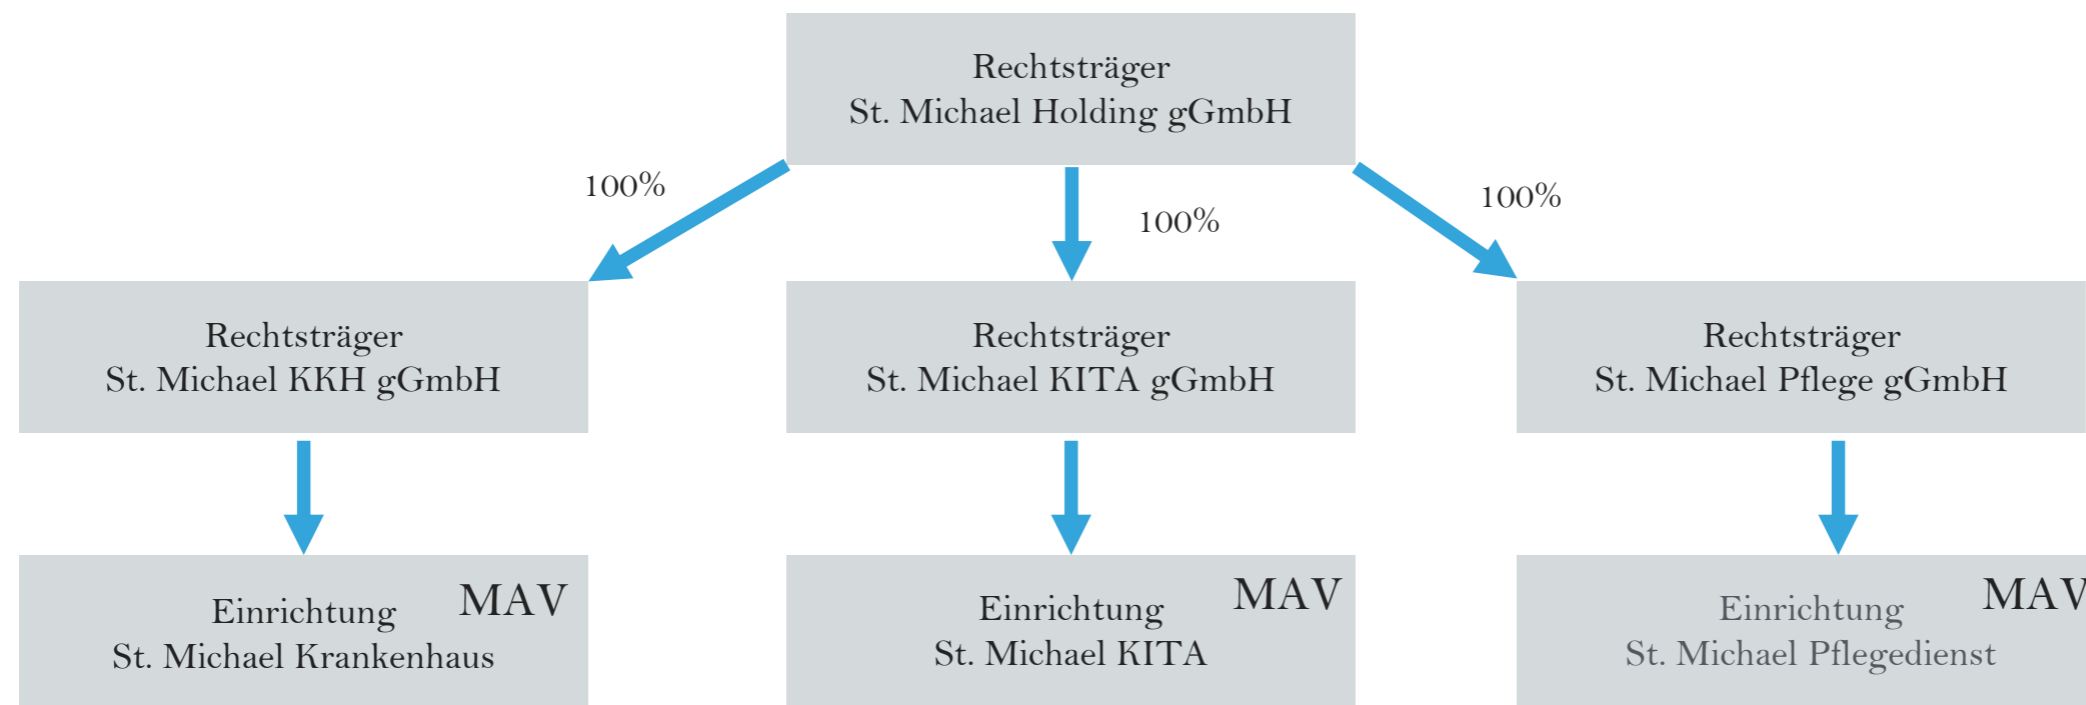 Rechtsträger
St. Michael Holding gGmbH
100%
100%
100%
Rechtsträger
St. Michael KKH gGmbH
Rechtsträger
St. Michael KITA gGmbH
Rechtsträger
St. Michael Pflege gGmbH
Einrichtung MAV
St. Michael Krankenhaus
Einrichtung MAV
St. Michael KITA
Einrichtung MAV
St. Michael Pflegedienst